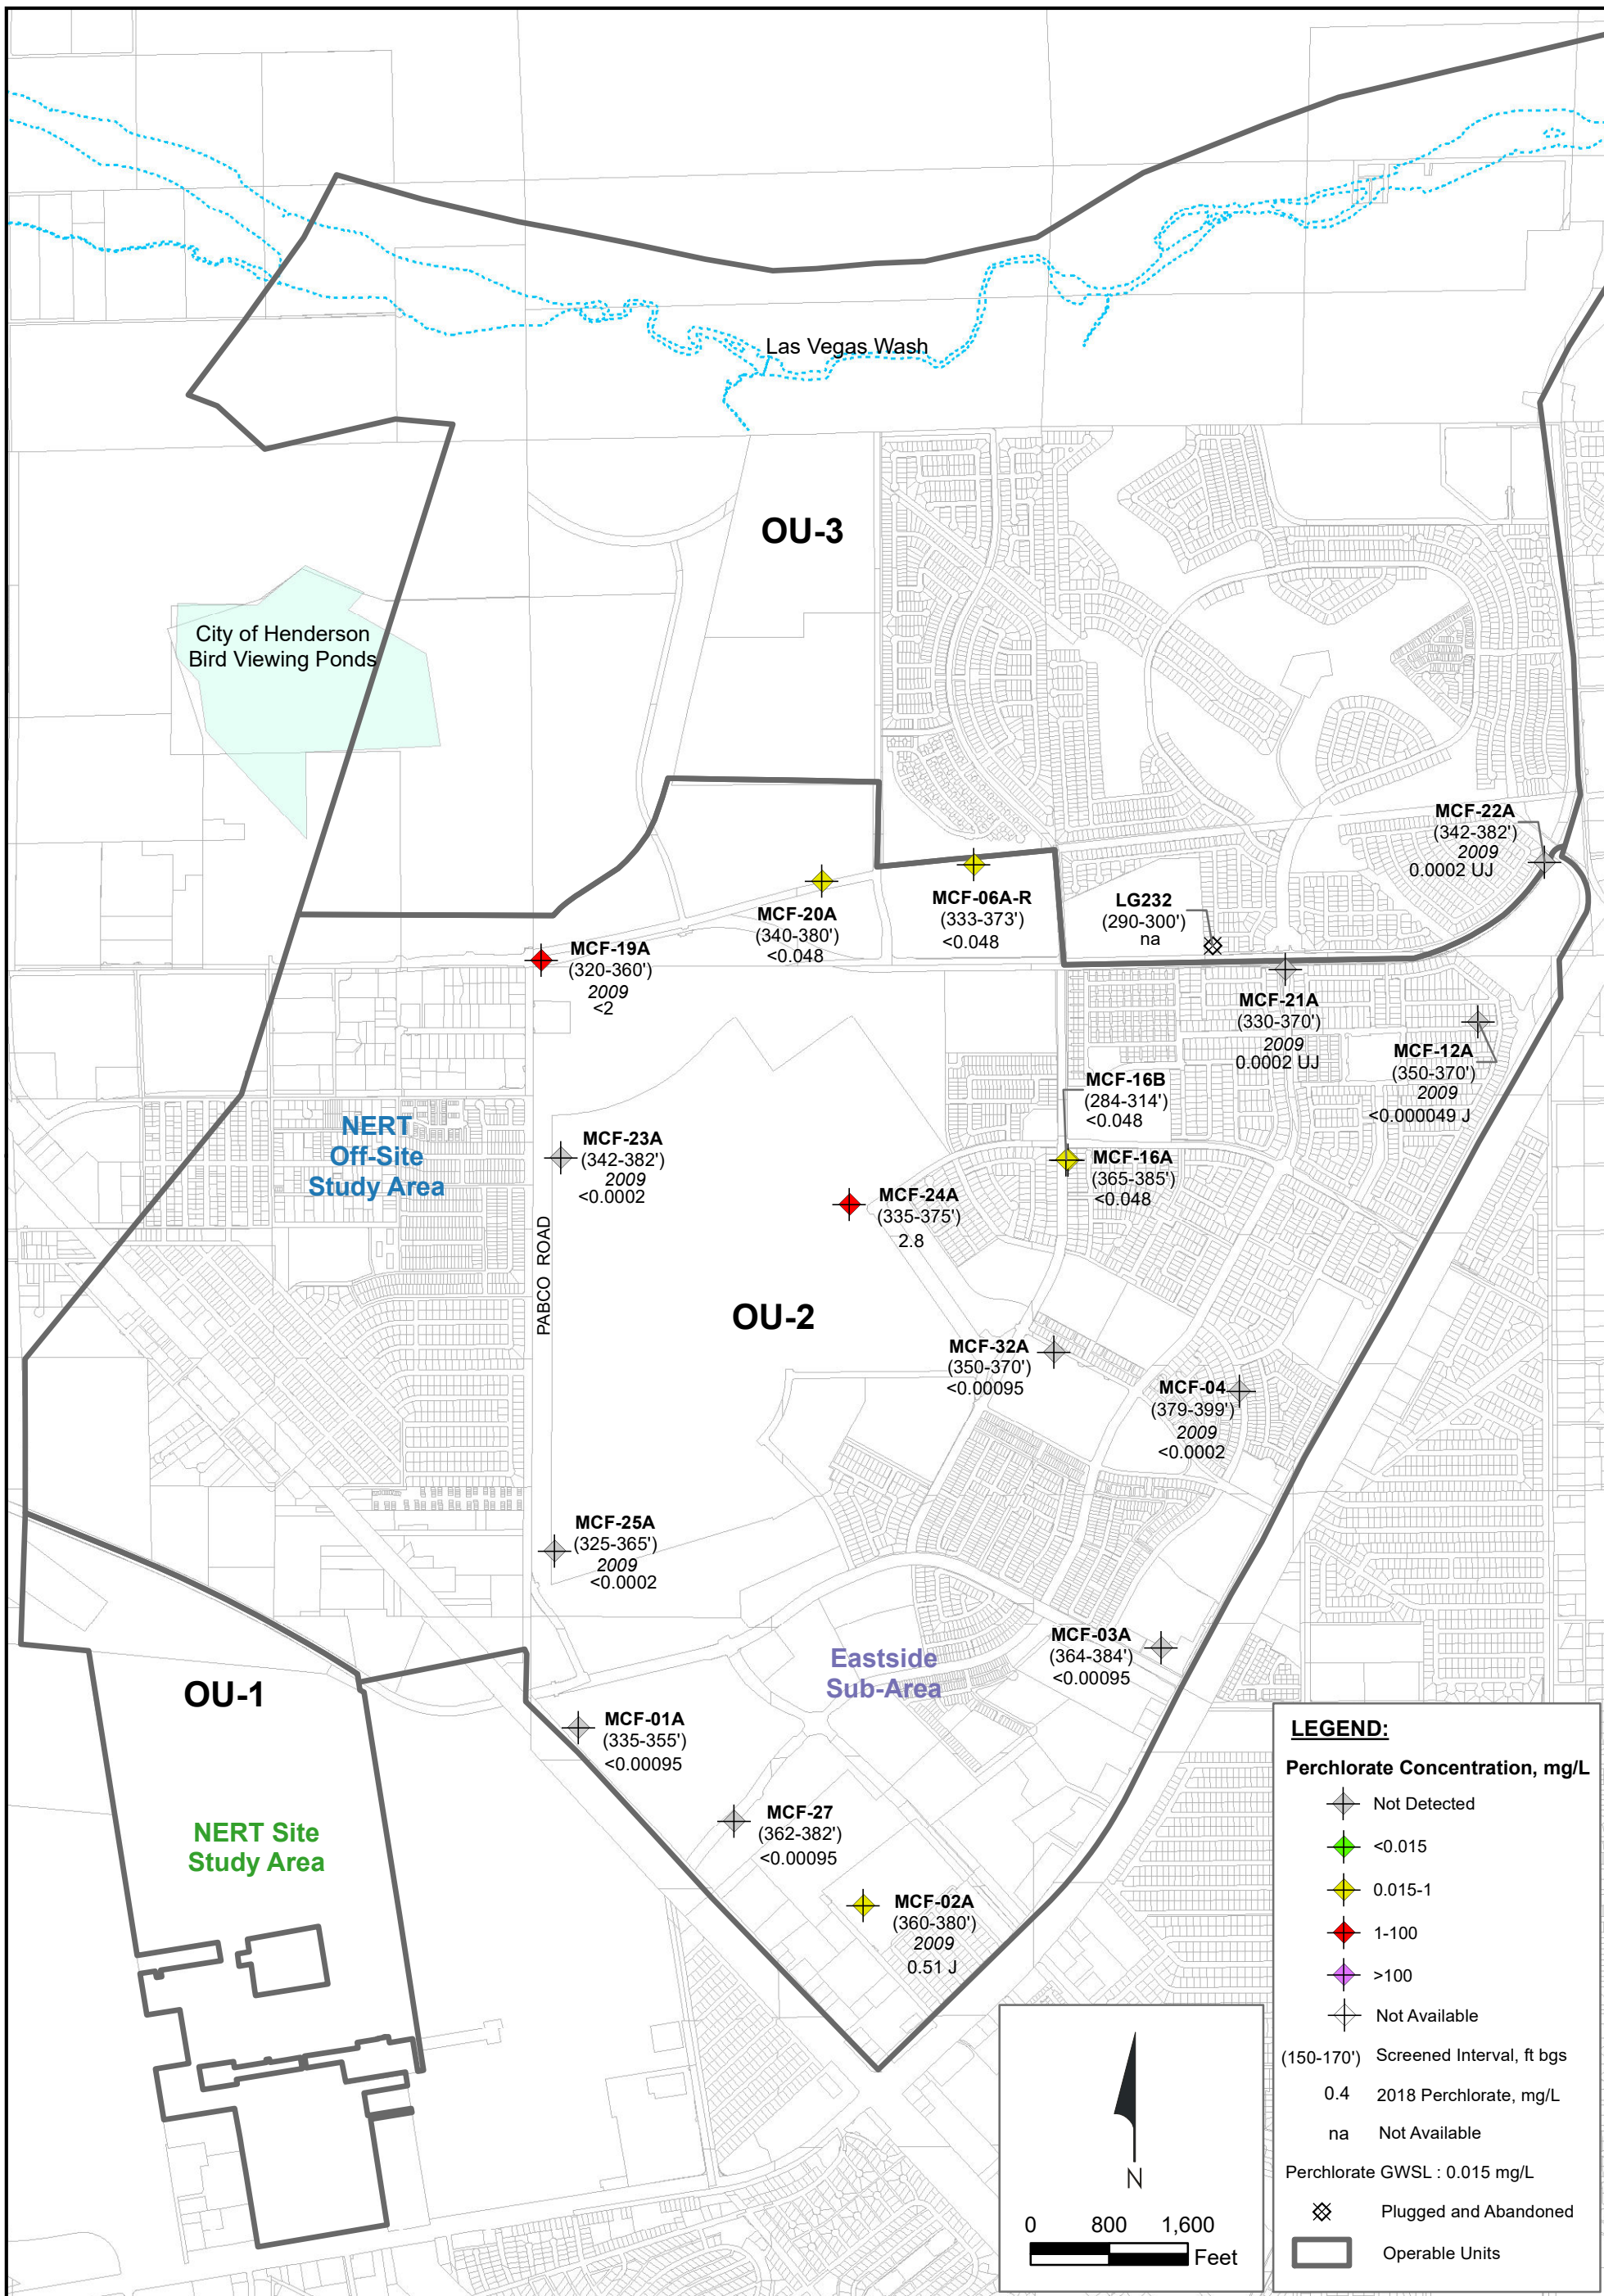 Las Vegas Wash
OU-3
City of Henderson
Bird Viewing Ponds
MCF-22A
(342-382')
2009
0.0002 UJ
MCF-20A
(340-380')
<0.048
MCF-06A-R
(333-373')
<0.048
LG232
(290-300')
na
MCF-19A
(320-360')
2009
<2
MCF-21A
(330-370')
2009
0.0002 UJ
MCF-12A
(350-370')
2009
<0.000049 J
MCF-16B
(284-314')
<0.048
NERT
Off-Site
Study Area
MCF-23A
(342-382')
2009
<0.0002
MCF-16A
(365-385')
<0.048
MCF-24A
(335-375')
2.8
PABCO ROAD
OU-2
MCF-32A
(350-370')
<0.00095
MCF-04
(379-399')
2009
<0.0002
MCF-25A
(325-365')
2009
<0.0002
MCF-03A
(364-384')
<0.00095
Eastside
Sub-Area
OU-1
MCF-01A
(335-355')
<0.00095
MCF-27
(362-382')
<0.00095
NERT Site
Study Area
MCF-02A
(360-380')
2009
0.51 J
LEGEND:
Perchlorate Concentration, mg/L
Not Detected
<0.015
0.015-1
1-100
>100
Not Available
(150-170') Screened Interval, ft bgs
0.4 2018 Perchlorate, mg/L
na Not Available
Perchlorate GWSL : 0.015 mg/L
Plugged and Abandoned
Operable Units
N
0 800 1,600
Feet